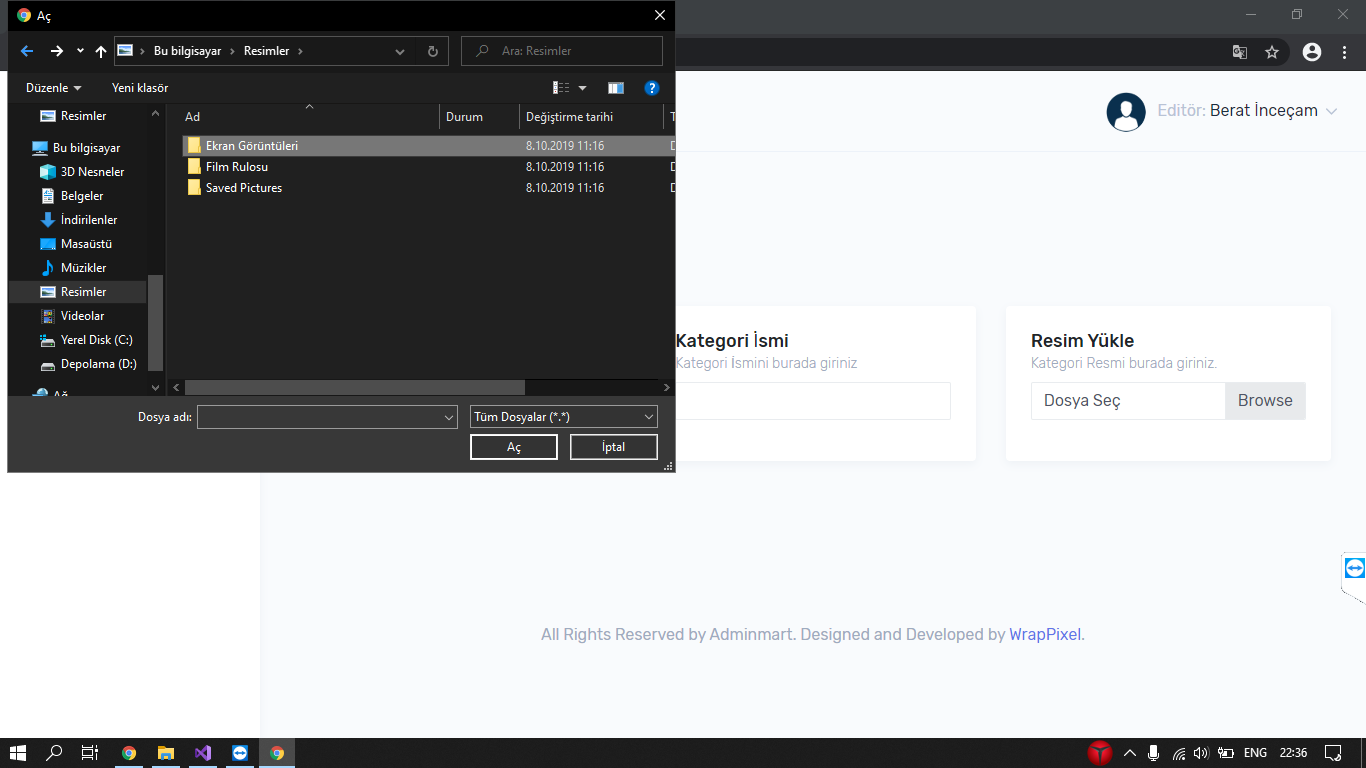 Aç
Bu bilgisayar
Resimler
Ara: Resimler
Düzenle
Yeni klasör
Resimler
Bu bilgisayar
3D Nesneler
Belgeler
İndirilenler
Masaüstü
Müzikler
Resimler
Videolar
Yerel Disk (C:)
Depolama (D:)
Ağ
Ad Durum Değiştirme tarihi
Ekran Görüntüleri 8.10.2019 11:16
Film Rulosu 8.10.2019 11:16
Saved Pictures 8.10.2019 11:16
Dosya adı:
Tüm Dosyalar (*.*)
Aç İptal
Editör: Berat İnceçam
Kategori İsmi
Kategori İsmini burada giriniz
Resim Yükle
Kategori Resmi burada giriniz.
Dosya Seç Browse
All Rights Reserved by Adminmart. Designed and Developed by WrapPixel.
ENG 22:36